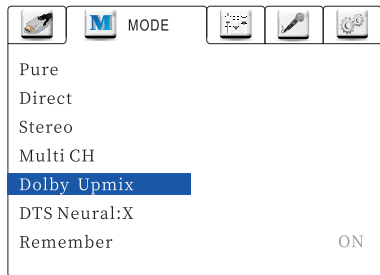 M MODE
Pure
Direct
Stereo
Multi CH
Dolby Upmix
DTS Neural:X
Remember ON